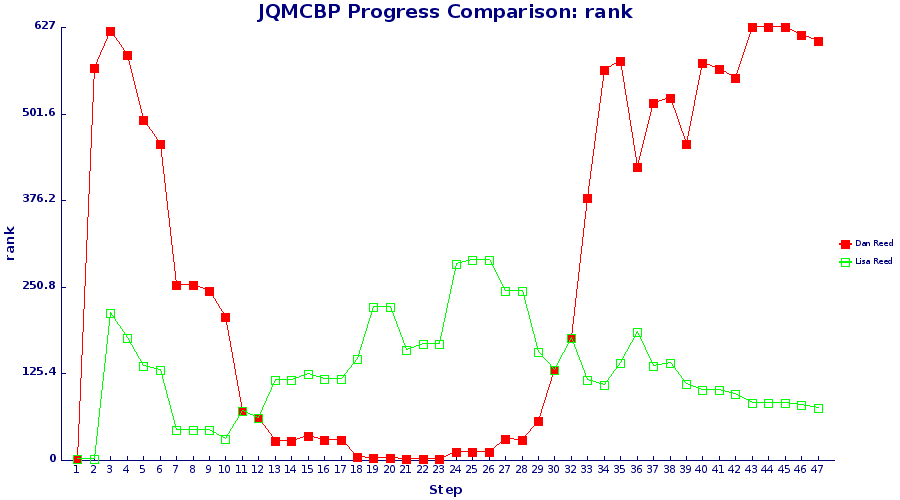 JQMCBP Progress Comparison: rank
627
501.6
376.2
250.8
125.4
0
rank
1 2 3 4 5 6 7 8 9 10 11 12 13 14 15 16 17 18 19 20 21 22 23 24 25 26 27 28 29 30 32 33 34 35 36 37 38 39 40 41 42 43 44 45 46 47
Step
Dan Reed
Lisa Reed